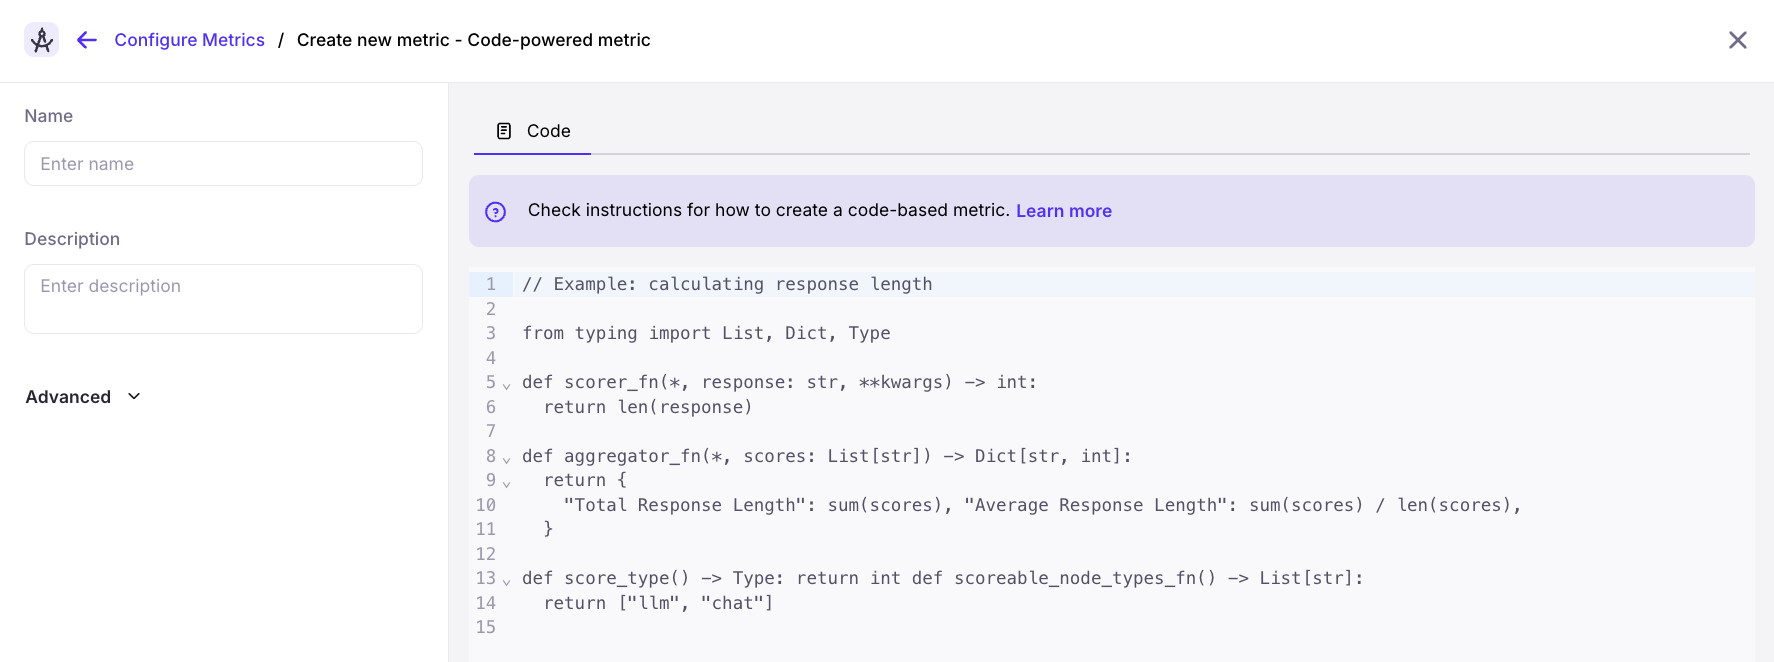 Configure Metrics / Create new metric - Code-powered metric
Name
Enter name
Description
Enter description
Advanced
Code
Check instructions for how to create a code-based metric. Learn more
1 // Example: calculating response length
2
3 from typing import List, Dict, Type
4
5 def scorer_fn(*, response: str, **kwargs) -> int:
6   return len(response)
7
8 def aggregator_fn(*, scores: List[str]) -> Dict[str, int]:
9   return {
10     "Total Response Length": sum(scores), "Average Response Length": sum(scores) / len(scores),
11   }
12
13 def score_type() -> Type: return int def scoreable_node_types_fn() -> List[str]:
14   return ["llm", "chat"]
15